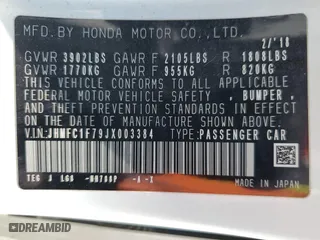 MFD.BY HONDA MOTOR CO.,LTD. 2/'18
GVWR 3902LBS GAWR F 2105LBS R 1808LBS
GVWR 1770KG GAWR F 955KG R 820KG
THIS VEHICLE CONFORMS TO ALL APPLICABLE
FEDERAL MOTOR VEHICLE SAFETY, BUMPER, AND
THEFT PREVENTION STANDARDS IN EFFECT ON THE
DATE OF MANUFACTURE SHOWN ABOVE.
V.I.N:JHMFC1F79JX003384 TYPE:PASSENGER CAR
TEG
MADE IN JAPAN